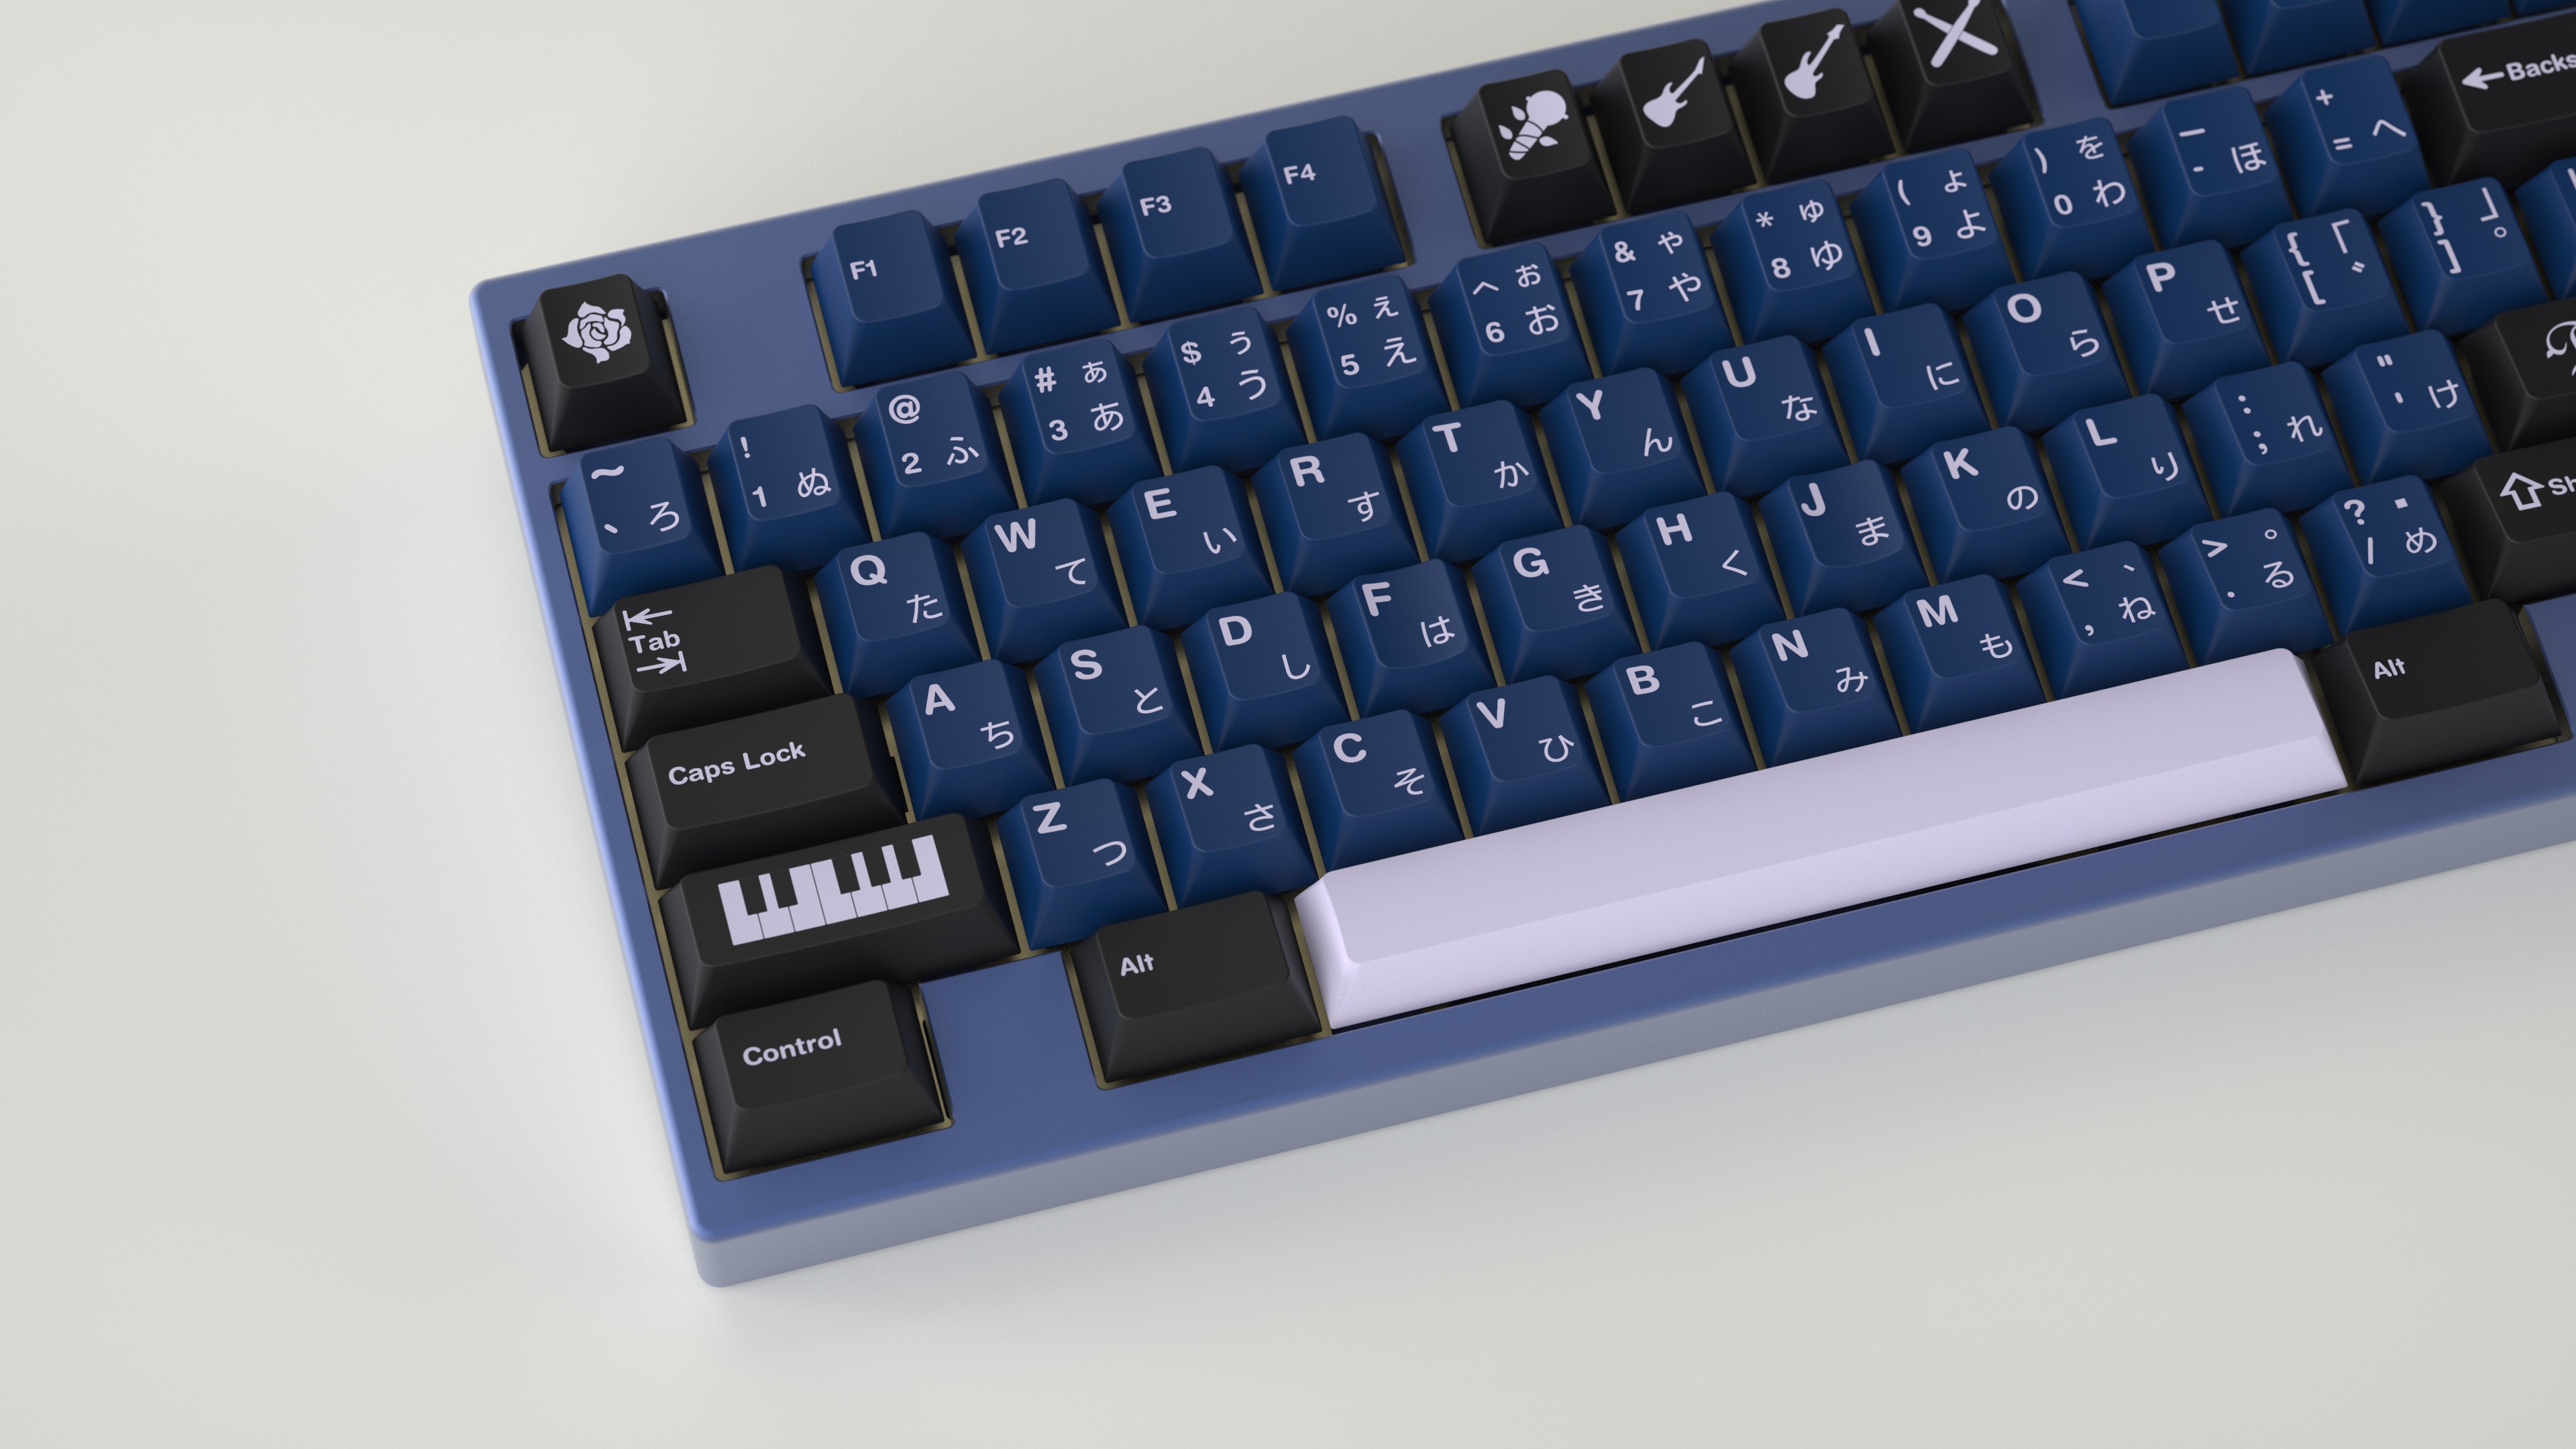 F1 F2 F3 F4
~ ` ろ
! 1 ぬ
@ 2 ふ
# ぁ 3 あ
$ ぅ 4 う
% ぇ 5 え
^ ぉ 6 お
& ゃ 7 や
* ゅ 8 ゆ
( ょ 9 よ
) を 0 わ
_ - ほ
+ = へ
← Backs
Tab
Q た
W て
E い
R す
T か
Y ん
U な
I に
O ら
P せ
{ 「 [ ゛
} 」 ] ゜
Caps Lock
A ち
S と
D し
F は
G き
H く
J ま
K の
L り
: ; れ
" ' け
Z つ
X さ
C そ
V ひ
B こ
N み
M も
< 、 , ね
> 。 . る
? ・ / め
Sh
Control
Alt
Alt